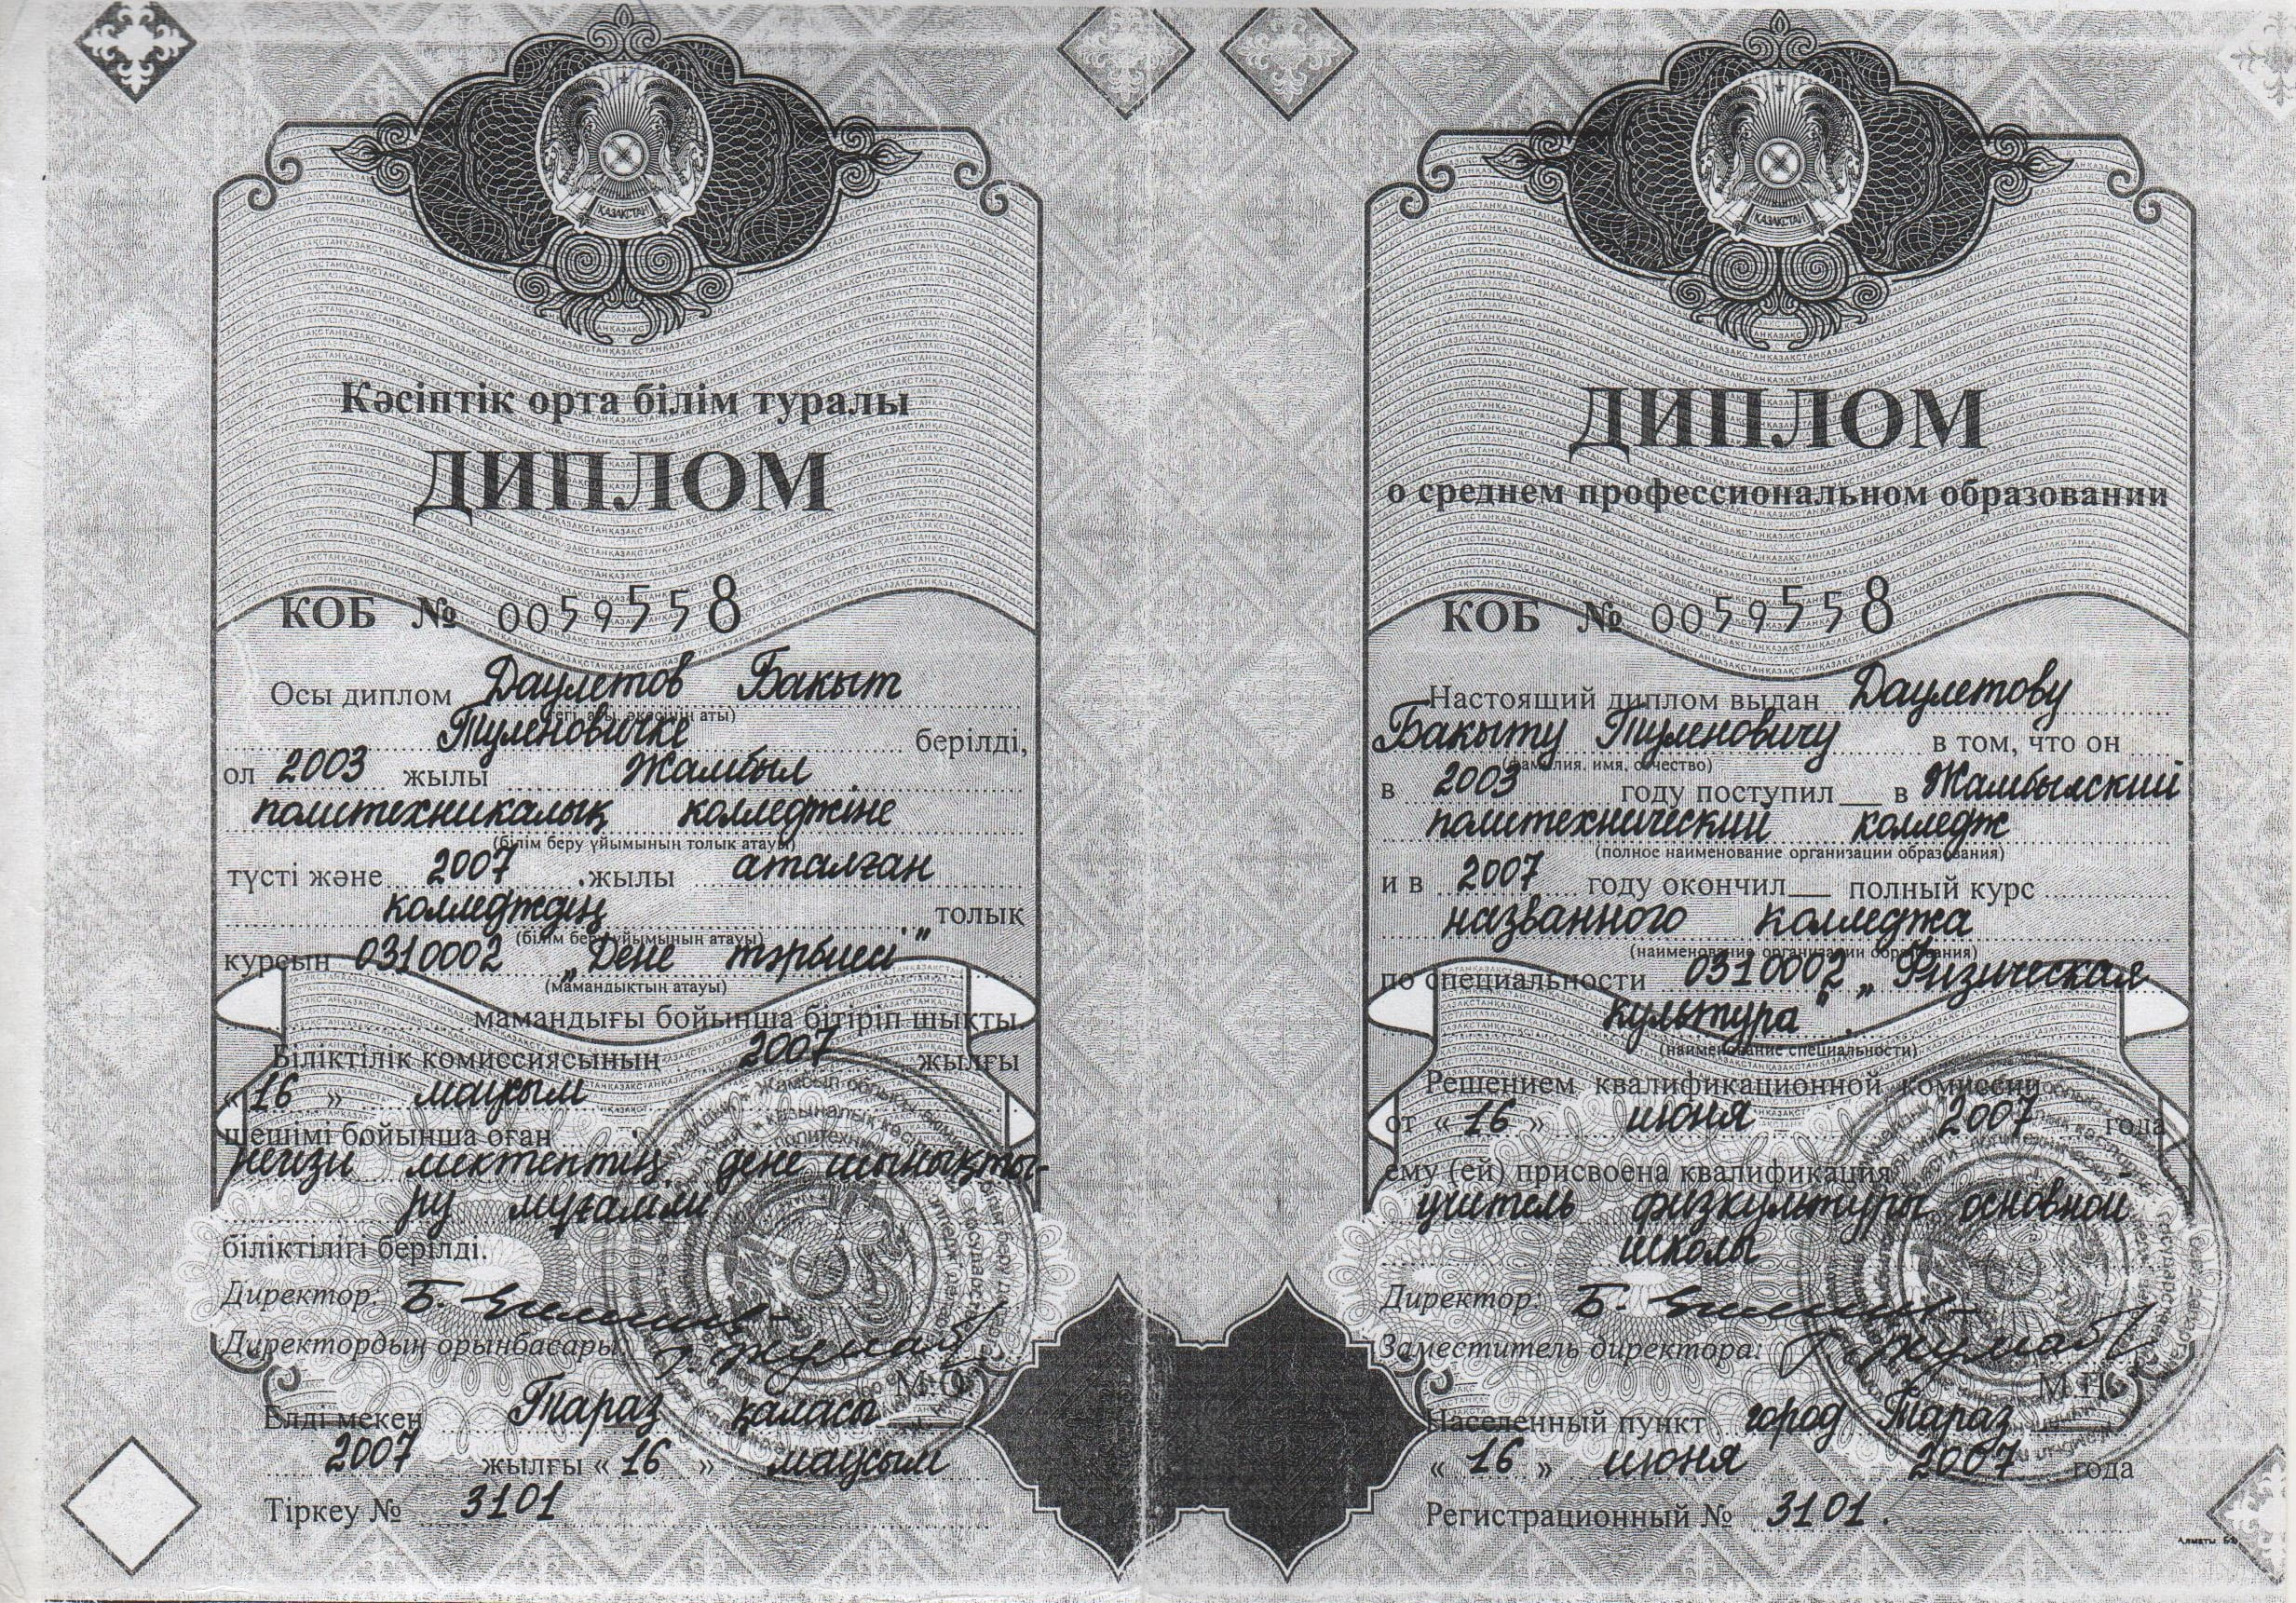 ҚАЗАҚСТАН
Кәсіптік орта білім туралы
ДИПЛОМ
КОБ № 0059558
Осы диплом Даулетов Бакыт
(тегі, аты, әкесінің аты)
Туленовичке берілді,
ол 2003 жылы Жамбыл
политехникалық колледжіне
(білім беру ұйымының толық атауы)
түсті және 2007 жылы аталған
колледждің толық
(білім беру ұйымының атауы)
курсын 0310002 „Дене тәрбиесі"
(мамандықтың атауы)
мамандығы бойынша бітіріп шықты.
Біліктілік комиссиясының 2007 жылғы
« 16 » маусым
шешімі бойынша оған
негізгі мектептің дене шынықты-
ру мұғалімі
біліктілігі берілді.
Директор:
Директордың орынбасары:
М.О.
Елді мекен Тараз қаласы
2007 жылғы « 16 » маусым
Тіркеу № 3101
ҚАЗАҚСТАН
ДИПЛОМ
о среднем профессиональном образовании
КОБ № 0059558
Настоящий диплом выдан Даулетову
Бакыту Туленовичу в том, что он
(фамилия, имя, отчество)
в 2003 году поступил в Жамбылский
политехнический колледж
(полное наименование организации образования)
и в 2007 году окончил полный курс
названного колледжа
(наименование организации образования)
по специальности 0310002 „Физическая
культура".
(наименование специальности)
Решением квалификационной комиссии
от « 16 » июня 2007 года
ему (ей) присвоена квалификация
учитель физкультуры основной
школы
Директор:
Заместитель директора:
М.П.
Населенный пункт город Тараз
« 16 » июня 2007 года
Регистрационный № 3101.